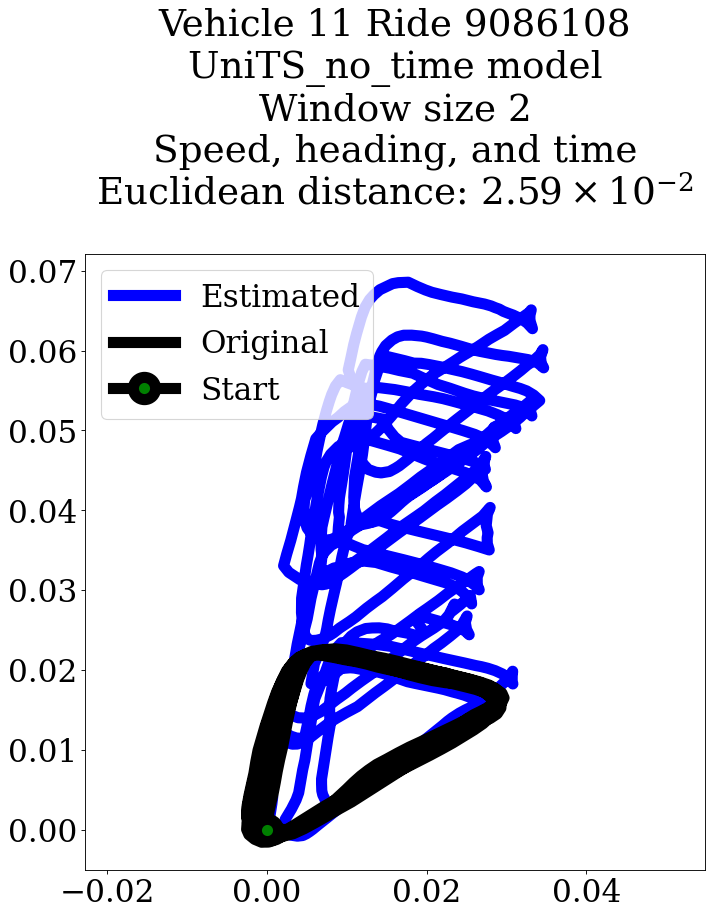 Vehicle 11 Ride 9086108
UniTS_no_time model
Window size 2
Speed, heading, and time
Euclidean distance: 2.59 × 10⁻²
0.07
Estimated
0.06
Original
Start
0.05
0.04
0.03
0.02
0.01
0.00
−0.02 0.00 0.02 0.04